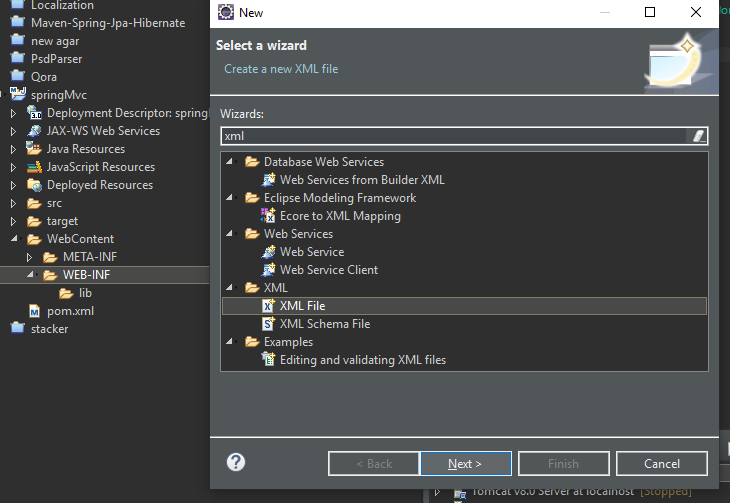 Localization
Maven-Spring-Jpa-Hibernate
new agar
PsdParser
Qora
springMvc
Deployment Descriptor: spring
JAX-WS Web Services
Java Resources
JavaScript Resources
Deployed Resources
src
target
WebContent
META-INF
WEB-INF
lib
pom.xml
stacker
New
Select a wizard
Create a new XML file
Wizards:
xml
Database Web Services
Web Services from Builder XML
Eclipse Modeling Framework
Ecore to XML Mapping
Web Services
Web Service
Web Service Client
XML
XML File
XML Schema File
Examples
Editing and validating XML files
< Back
Next >
Finish
Cancel
Tomcat v8.0 Server at localhost [Stopped]